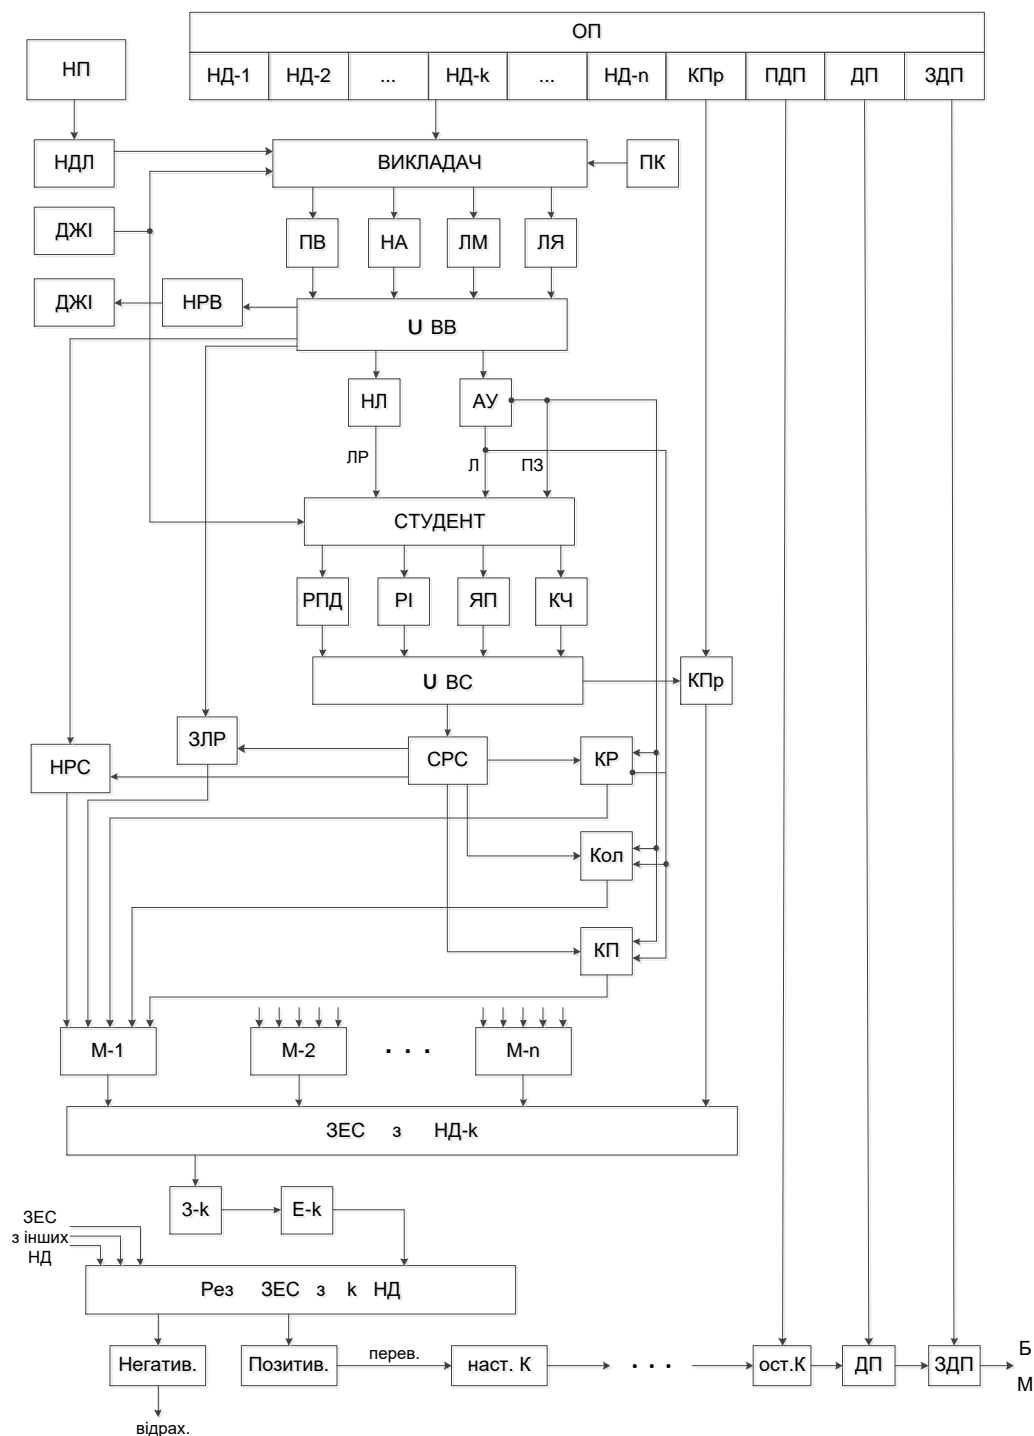 ОП
НП
НД-1 НД-2 ... НД-k ... НД-n КПр ПДП ДП ЗДП
НДЛ ВИКЛАДАЧ ПК
ДЖІ ПВ НА ЛМ ЛЯ
ДЖІ НРВ
U ВВ
НЛ АУ
ЛР Л ПЗ
СТУДЕНТ
РПД РІ ЯП КЧ
U ВС КПр
ЗЛР
НРС СРС КР
Кол
КП
М-1 М-2 . . . М-n
ЗЕС з НД-k
З-k Е-k
ЗЕС
з інших
НД
Рез ЗЕС з k НД
Негатив. Позитив. перев. наст. К . . . ост.К ДП ЗДП
Б
М
відрах.